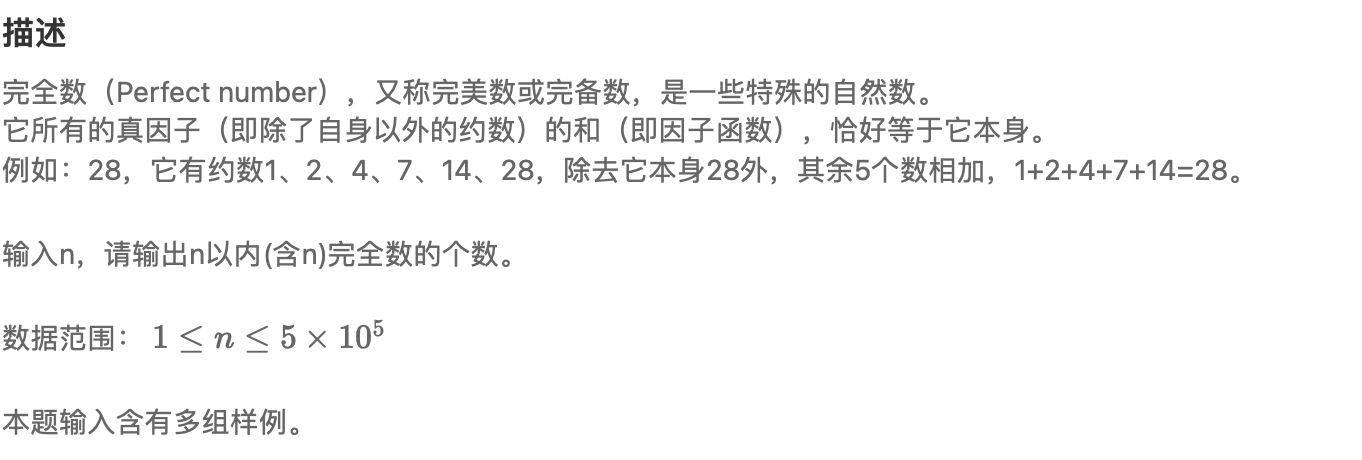 描述
完全数（Perfect number），又称完美数或完备数，是一些特殊的自然数。
它所有的真因子（即除了自身以外的约数）的和（即因子函数），恰好等于它本身。
例如：28，它有约数1、2、4、7、14、28，除去它本身28外，其余5个数相加，1+2+4+7+14=28。
输入n，请输出n以内(含n)完全数的个数。
数据范围： 1 ≤ n ≤ 5 × 10⁵
本题输入含有多组样例。